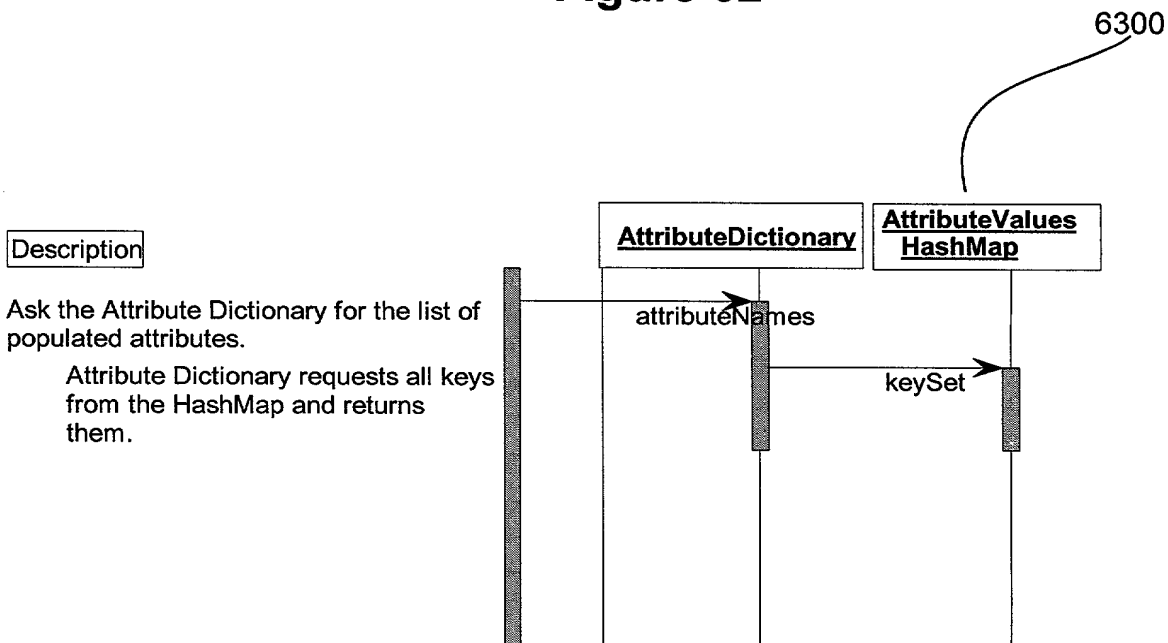 6300
AttributeDictionary
AttributeValues
HashMap
Description
Ask the Attribute Dictionary for the list of
populated attributes.
Attribute Dictionary requests all keys
from the HashMap and returns
them.
attributeNames
keySet